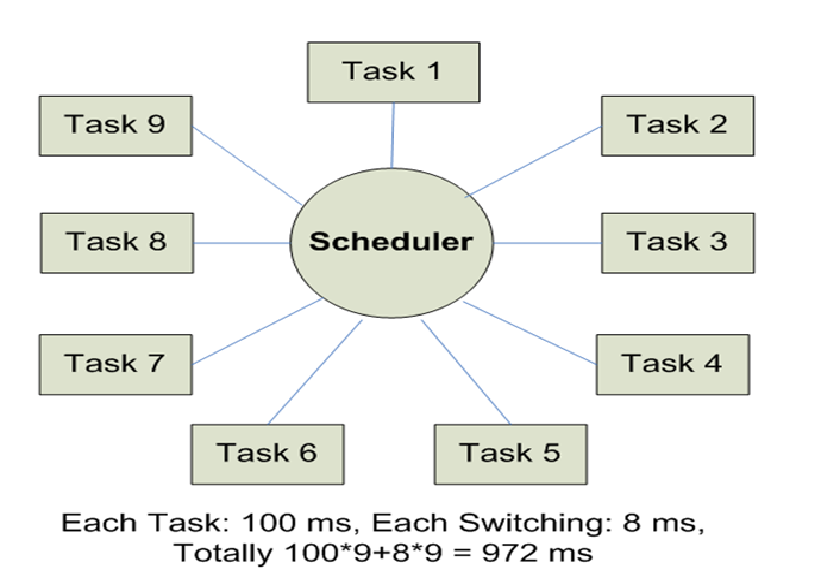 Task 1
Task 9
Task 2
Scheduler
Task 8
Task 3
Task 7
Task 4
Task 6
Task 5
Each Task: 100 ms, Each Switching: 8 ms,
Totally 100*9+8*9 = 972 ms